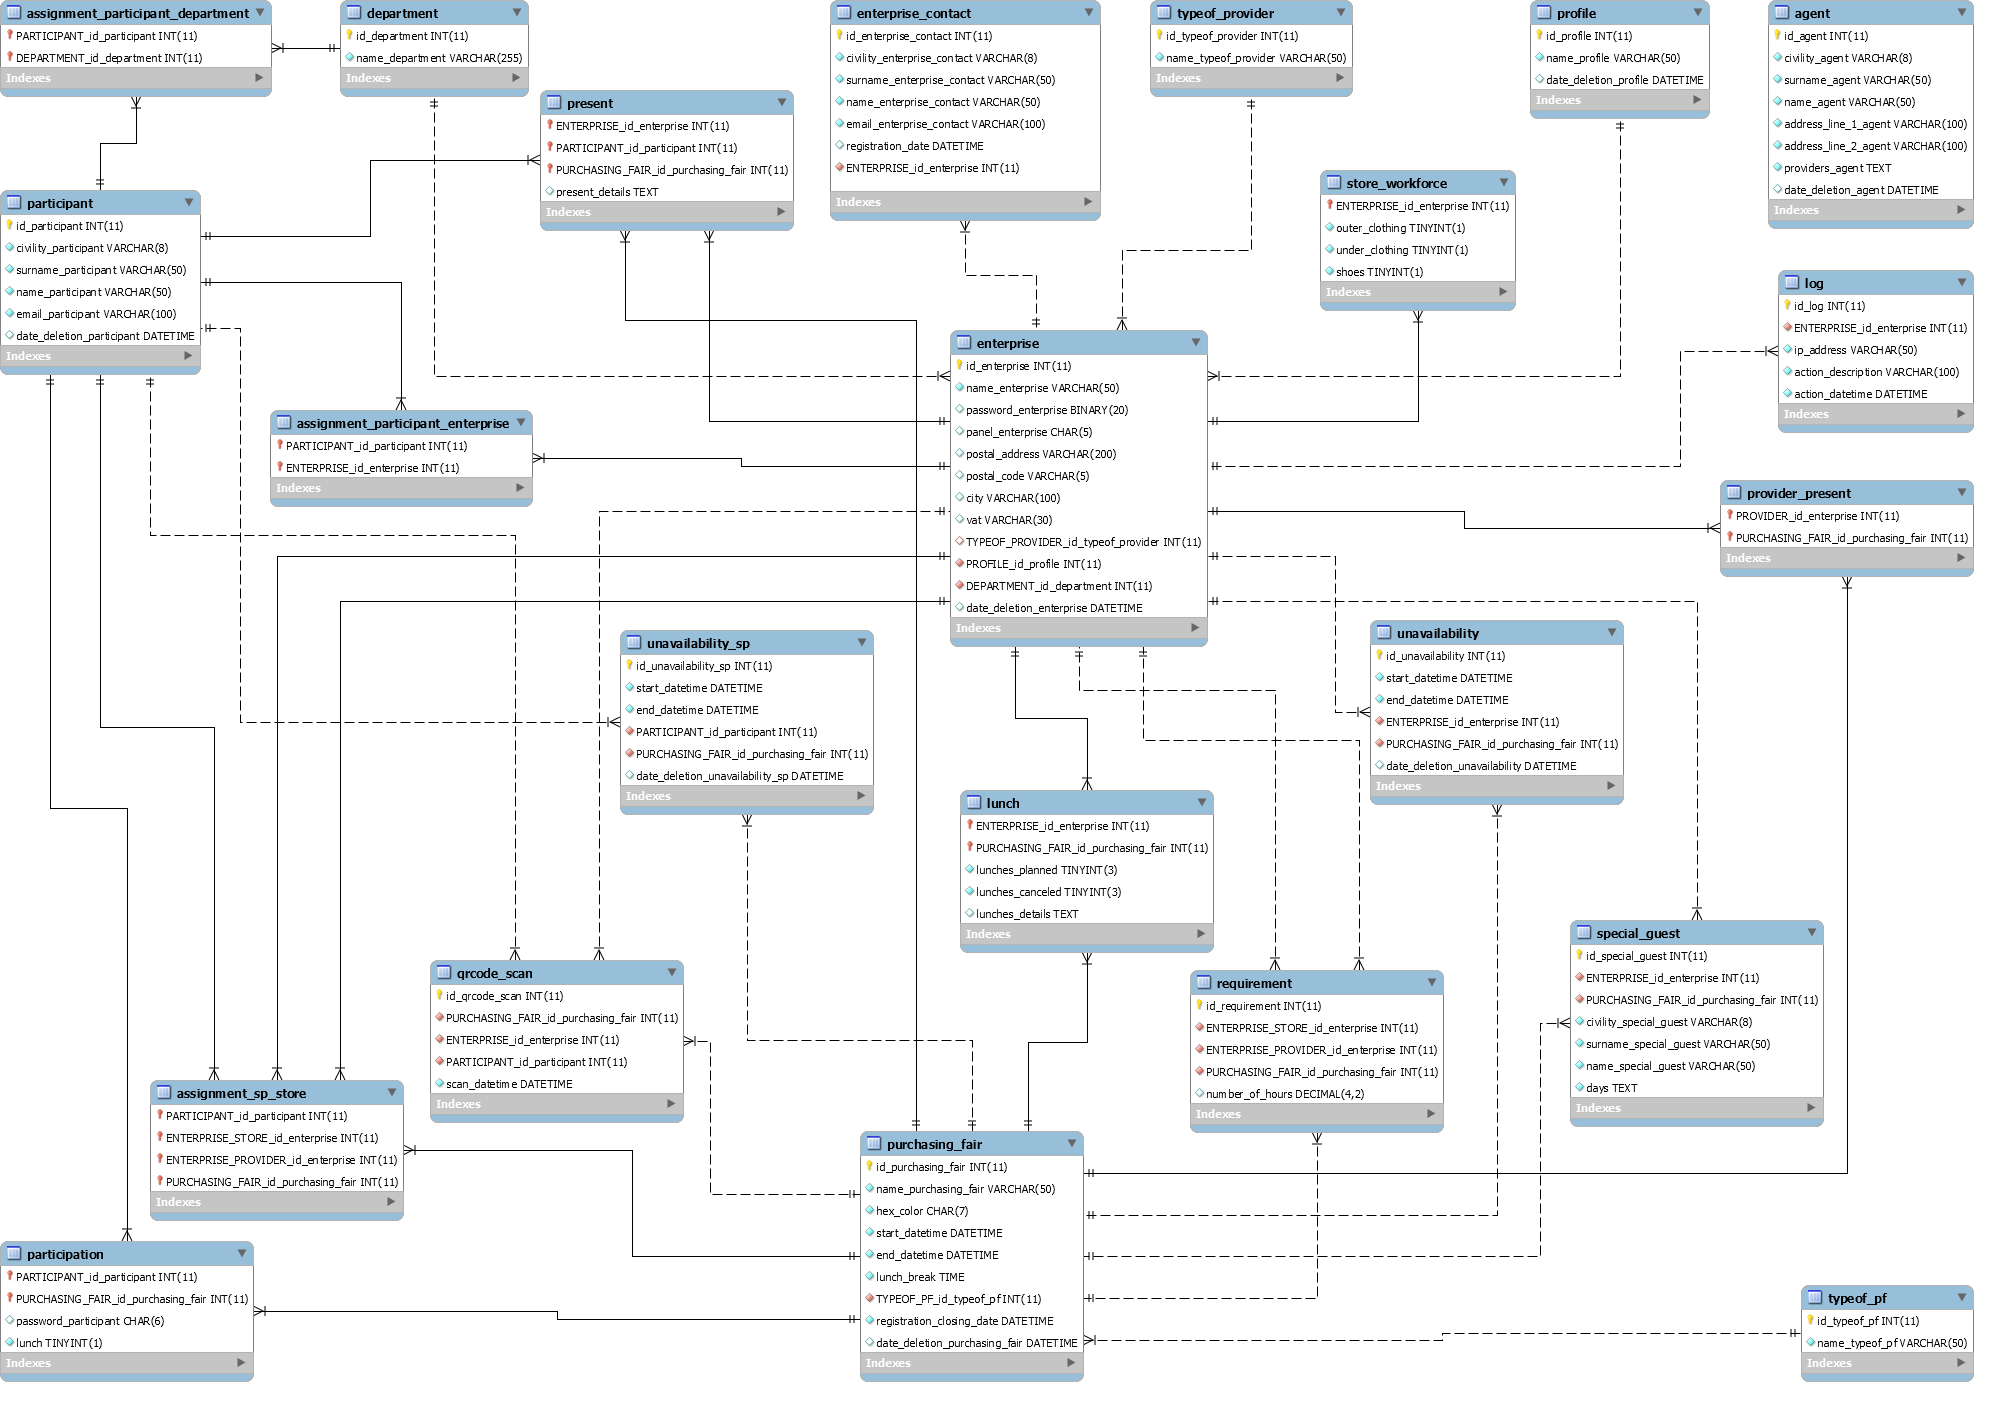 assignment_participant_department
PARTICIPANT_id_participant INT(11)
DEPARTMENT_id_department INT(11)
Indexes
department
id_department INT(11)
name_department VARCHAR(255)
Indexes
present
ENTERPRISE_id_enterprise INT(11)
PARTICIPANT_id_participant INT(11)
PURCHASING_FAIR_id_purchasing_fair INT(11)
present_details TEXT
Indexes
enterprise_contact
id_enterprise_contact INT(11)
civility_enterprise_contact VARCHAR(8)
surname_enterprise_contact VARCHAR(50)
name_enterprise_contact VARCHAR(50)
email_enterprise_contact VARCHAR(100)
registration_date DATETIME
ENTERPRISE_id_enterprise INT(11)
Indexes
typeof_provider
id_typeof_provider INT(11)
name_typeof_provider VARCHAR(50)
Indexes
profile
id_profile INT(11)
name_profile VARCHAR(50)
date_deletion_profile DATETIME
Indexes
agent
id_agent INT(11)
civility_agent VARCHAR(8)
surname_agent VARCHAR(50)
name_agent VARCHAR(50)
address_line_1_agent VARCHAR(100)
address_line_2_agent VARCHAR(100)
providers_agent TEXT
date_deletion_agent DATETIME
Indexes
participant
id_participant INT(11)
civility_participant VARCHAR(8)
surname_participant VARCHAR(50)
name_participant VARCHAR(50)
email_participant VARCHAR(100)
date_deletion_participant DATETIME
Indexes
store_workforce
ENTERPRISE_id_enterprise INT(11)
outer_clothing TINYINT(1)
under_clothing TINYINT(1)
shoes TINYINT(1)
Indexes
log
id_log INT(11)
ENTERPRISE_id_enterprise INT(11)
ip_address VARCHAR(50)
action_description VARCHAR(100)
action_datetime DATETIME
Indexes
enterprise
id_enterprise INT(11)
name_enterprise VARCHAR(50)
password_enterprise BINARY(20)
panel_enterprise CHAR(5)
postal_address VARCHAR(200)
postal_code VARCHAR(5)
city VARCHAR(100)
vat VARCHAR(30)
TYPEOF_PROVIDER_id_typeof_provider INT(11)
PROFILE_id_profile INT(11)
DEPARTMENT_id_department INT(11)
date_deletion_enterprise DATETIME
Indexes
assignment_participant_enterprise
PARTICIPANT_id_participant INT(11)
ENTERPRISE_id_enterprise INT(11)
Indexes
provider_present
PROVIDER_id_enterprise INT(11)
PURCHASING_FAIR_id_purchasing_fair INT(11)
Indexes
unavailability_sp
id_unavailability_sp INT(11)
start_datetime DATETIME
end_datetime DATETIME
PARTICIPANT_id_participant INT(11)
PURCHASING_FAIR_id_purchasing_fair INT(11)
date_deletion_unavailability_sp DATETIME
Indexes
unavailability
id_unavailability INT(11)
start_datetime DATETIME
end_datetime DATETIME
ENTERPRISE_id_enterprise INT(11)
PURCHASING_FAIR_id_purchasing_fair INT(11)
date_deletion_unavailability DATETIME
Indexes
lunch
ENTERPRISE_id_enterprise INT(11)
PURCHASING_FAIR_id_purchasing_fair INT(11)
lunches_planned TINYINT(3)
lunches_canceled TINYINT(3)
lunches_details TEXT
Indexes
special_guest
id_special_guest INT(11)
ENTERPRISE_id_enterprise INT(11)
PURCHASING_FAIR_id_purchasing_fair INT(11)
civility_special_guest VARCHAR(8)
surname_special_guest VARCHAR(50)
name_special_guest VARCHAR(50)
days TEXT
Indexes
qrcode_scan
id_qrcode_scan INT(11)
PURCHASING_FAIR_id_purchasing_fair INT(11)
ENTERPRISE_id_enterprise INT(11)
PARTICIPANT_id_participant INT(11)
scan_datetime DATETIME
Indexes
requirement
id_requirement INT(11)
ENTERPRISE_STORE_id_enterprise INT(11)
ENTERPRISE_PROVIDER_id_enterprise INT(11)
PURCHASING_FAIR_id_purchasing_fair INT(11)
number_of_hours DECIMAL(4,2)
Indexes
assignment_sp_store
PARTICIPANT_id_participant INT(11)
ENTERPRISE_STORE_id_enterprise INT(11)
ENTERPRISE_PROVIDER_id_enterprise INT(11)
PURCHASING_FAIR_id_purchasing_fair INT(11)
Indexes
purchasing_fair
id_purchasing_fair INT(11)
name_purchasing_fair VARCHAR(50)
hex_color CHAR(7)
start_datetime DATETIME
end_datetime DATETIME
lunch_break TIME
TYPEOF_PF_id_typeof_pf INT(11)
registration_closing_date DATETIME
date_deletion_purchasing_fair DATETIME
Indexes
participation
PARTICIPANT_id_participant INT(11)
PURCHASING_FAIR_id_purchasing_fair INT(11)
password_participant CHAR(6)
lunch TINYINT(1)
Indexes
typeof_pf
id_typeof_pf INT(11)
name_typeof_pf VARCHAR(50)
Indexes